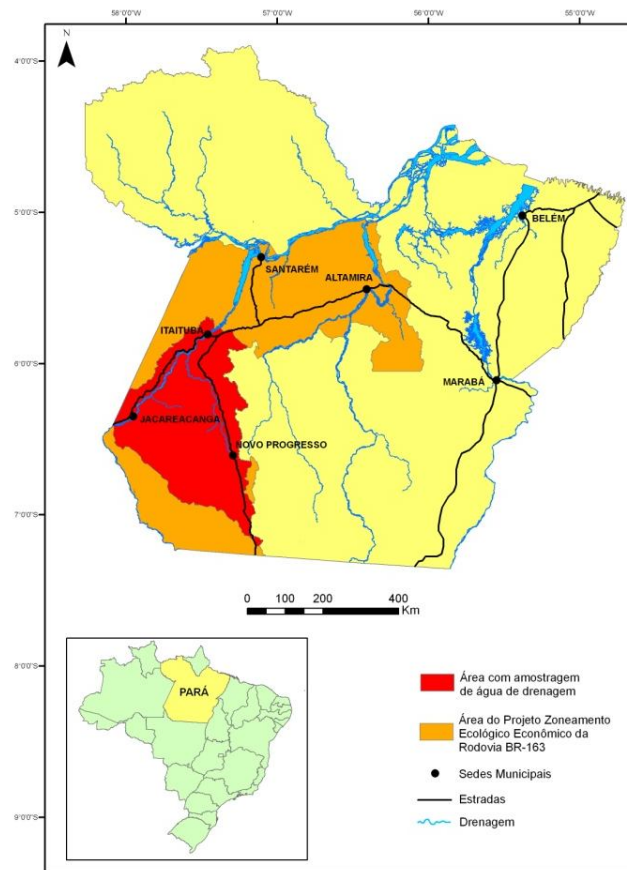 58°0'0"W 57°0'0"W 56°0'0"W 55°0'0"W
N
4°0'0"S
5°0'0"S
BELÉM
SANTARÉM
ALTAMIRA
ITAITUBA
6°0'0"S
MARABÁ
JACAREACANGA
NOVO PROGRESSO
7°0'0"S
0 50 100 200 400
Km
8°0'0"S
PARÁ
Área com amostragem
de água de drenagem
Área do Projeto Zoneamento
Ecológico Econômico da
Rodovia BR-163
Sedes Municipais
Estradas
Drenagem
9°0'0"S